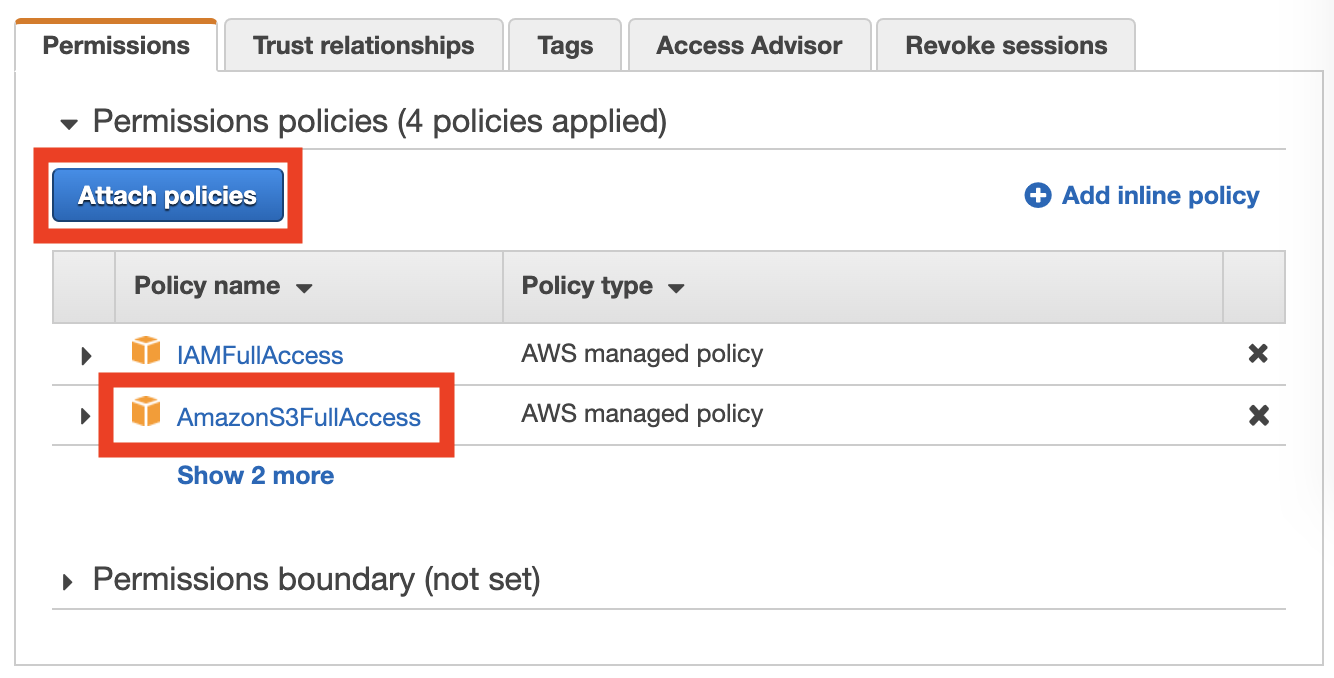 Permissions Trust relationships Tags Access Advisor Revoke sessions
Permissions policies (4 policies applied)
Attach policies Add inline policy
Policy name Policy type
IAMFullAccess AWS managed policy
AmazonS3FullAccess AWS managed policy
Show 2 more
Permissions boundary (not set)